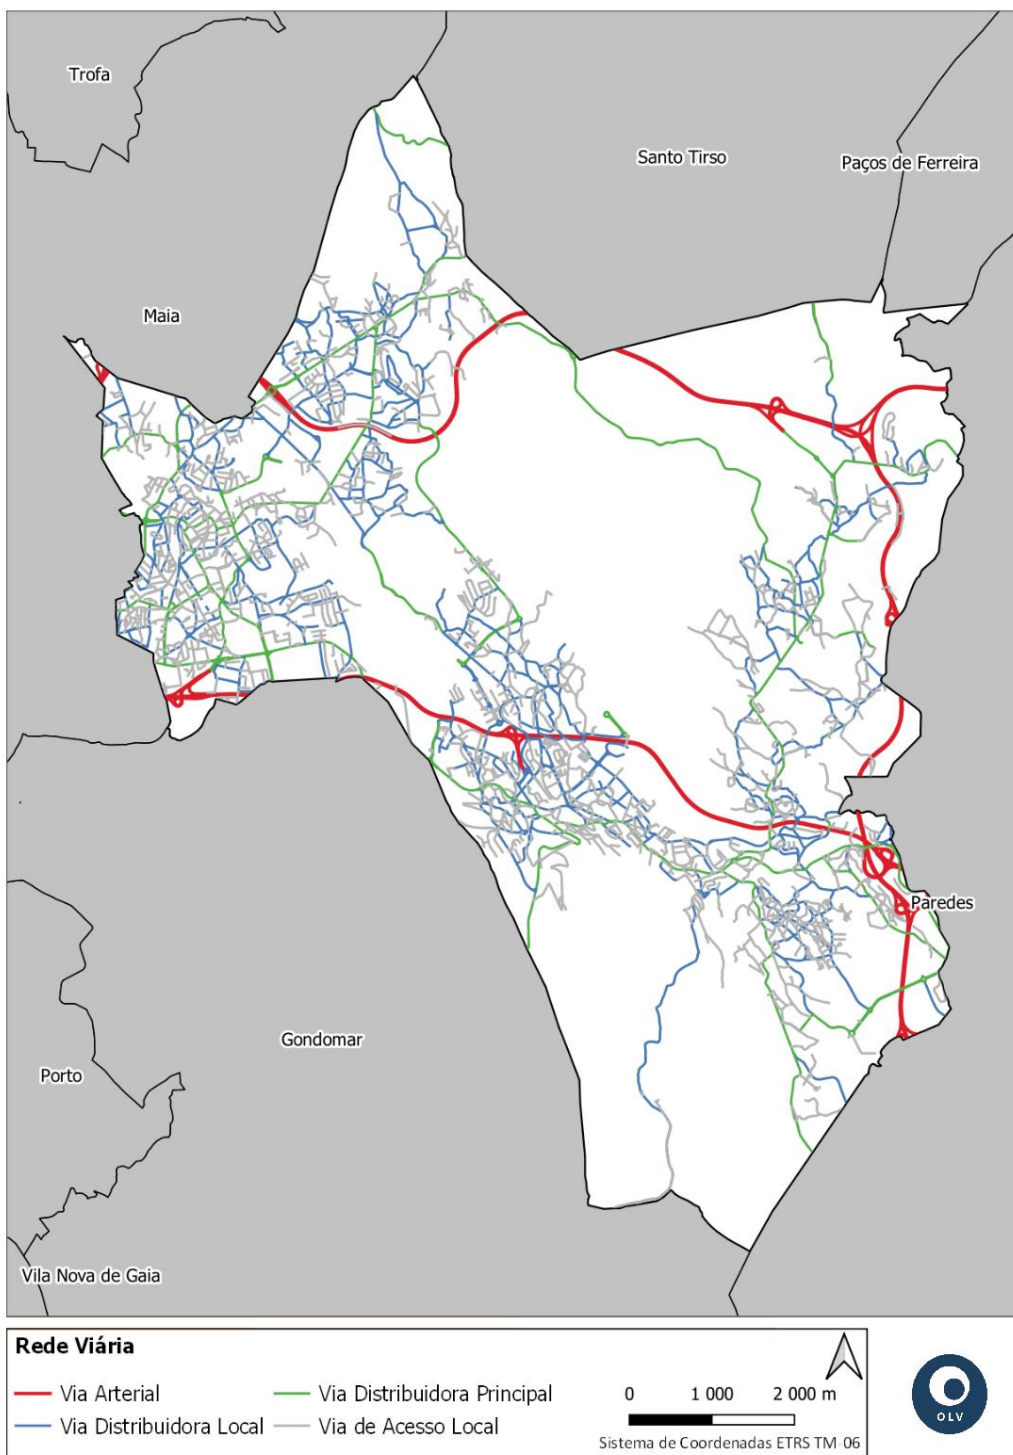 Trofa
Santo Tirso
Paços de Ferreira
Maia
Paredes
Gondomar
Porto
Vila Nova de Gaia
Rede Viária
Via Arterial
Via Distribuidora Principal
Via Distribuidora Local
Via de Acesso Local
0 1 000 2 000 m
Sistema de Coordenadas ETRS TM-06
OLV